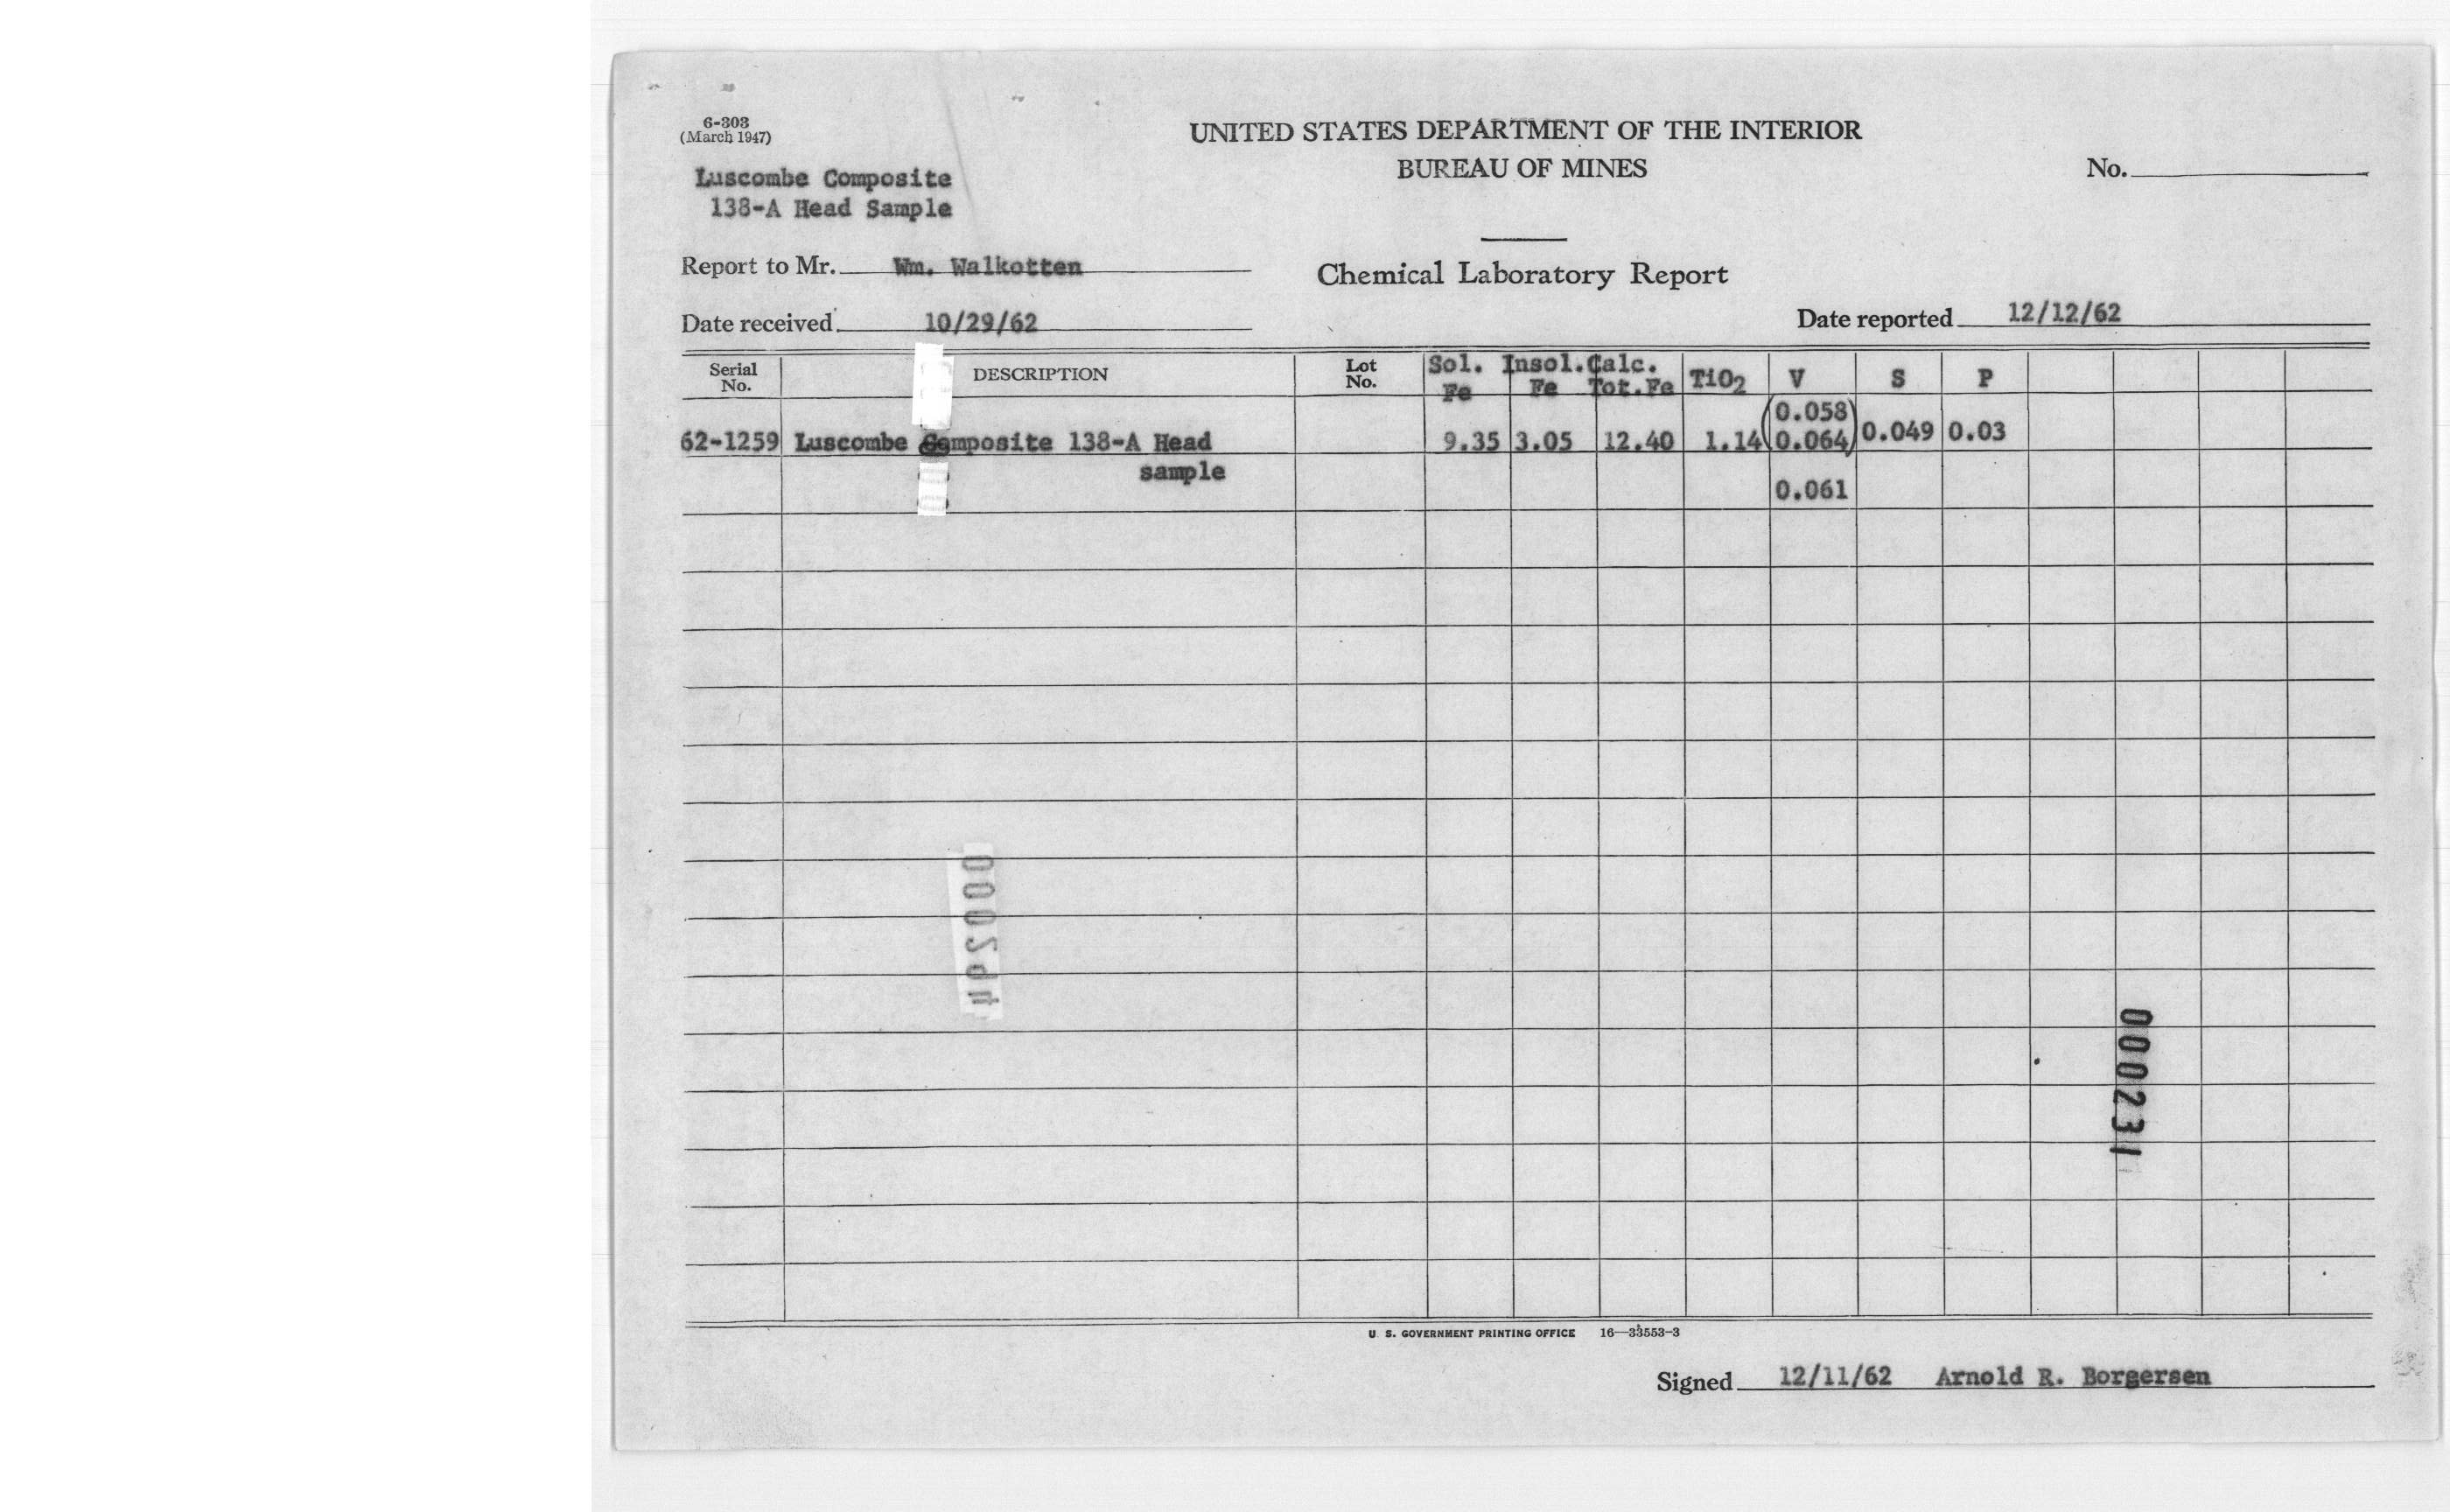 6-303
(March 1947)
UNITED STATES DEPARTMENT OF THE INTERIOR
BUREAU OF MINES
No.
Luscombe Composite
138-A Head Sample
Report to Mr. Wm. Walkotten
Chemical Laboratory Report
Date received 10/29/62
Date reported 12/12/62
Serial No. DESCRIPTION Lot No. Sol. Fe Insol. Fe Calc. Tot.Fe TiO2 V S P
(0.058)
62-1259 Luscombe Composite 138-A Head 9.35 3.05 12.40 1.14 (0.064) 0.049 0.03
sample
0.061
000231
U. S. GOVERNMENT PRINTING OFFICE 16—33553-3
Signed 12/11/62 Arnold R. Borgersen